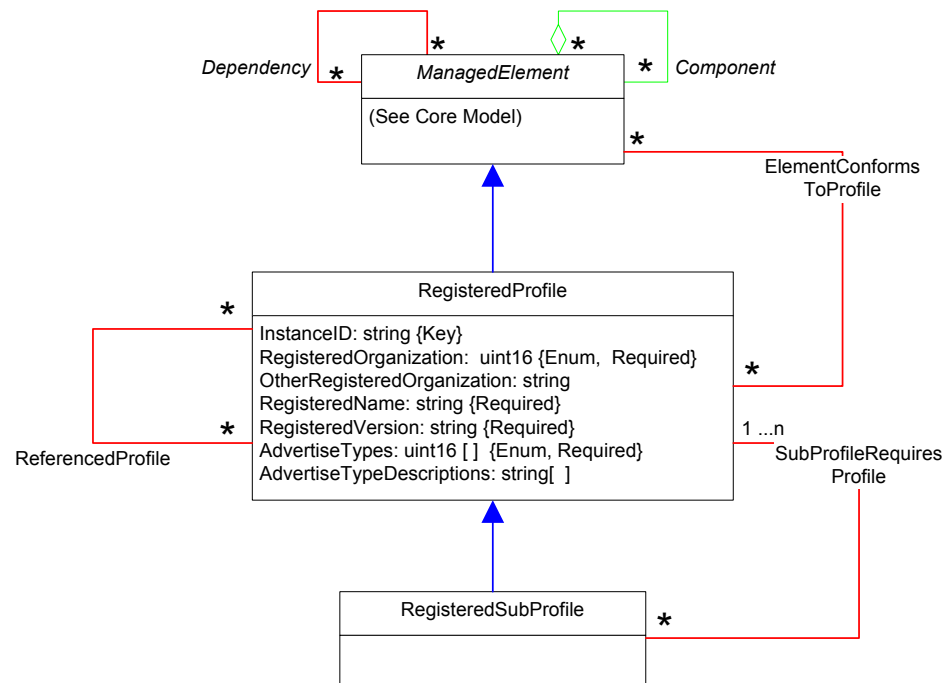 *
*
Dependency
*
ManagedElement
*
Component
(See Core Model)
*
ElementConforms
ToProfile
RegisteredProfile
*
InstanceID: string {Key}
RegisteredOrganization:  uint16 {Enum,  Required}
OtherRegisteredOrganization: string
*
RegisteredName: string {Required}
RegisteredVersion: string {Required}
*
1 ...n
AdvertiseTypes: uint16 [ ]  {Enum, Required}
ReferencedProfile
SubProfileRequires
Profile
AdvertiseTypeDescriptions: string[  ]
RegisteredSubProfile
*